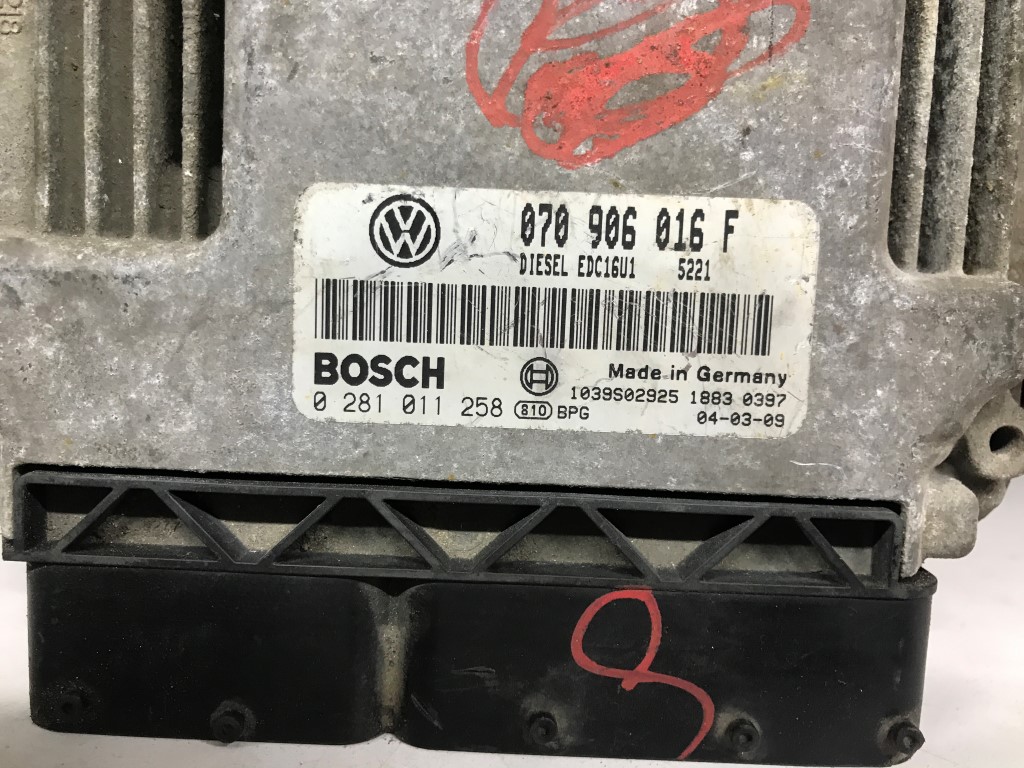 VW
070 906 016 F
DIESEL EDC16U1 5221
BOSCH
Made in Germany
1039S02925 1883 0397
0 281 011 258 810 BPG
04-03-09